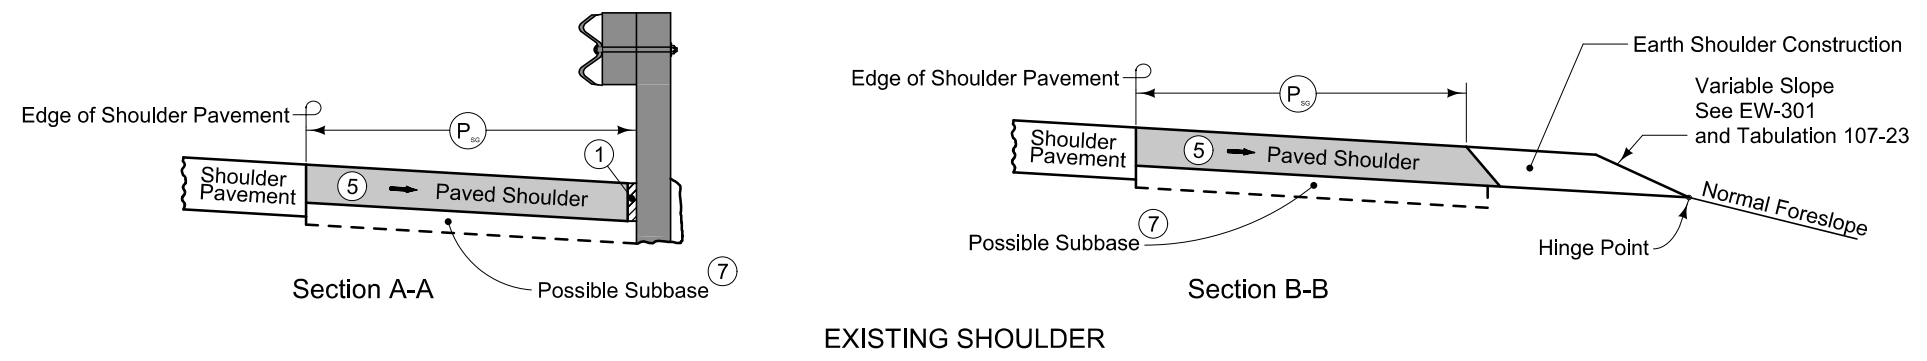 Edge of Shoulder Pavement
P SG
1
Shoulder
Pavement
5
Paved Shoulder
Possible Subbase
7
Section A-A
Edge of Shoulder Pavement
P SG
Earth Shoulder Construction
Variable Slope
See EW-301
and Tabulation 107-23
Shoulder
Pavement
5
Paved Shoulder
Normal Foreslope
Possible Subbase
7
Hinge Point
Section B-B
EXISTING SHOULDER